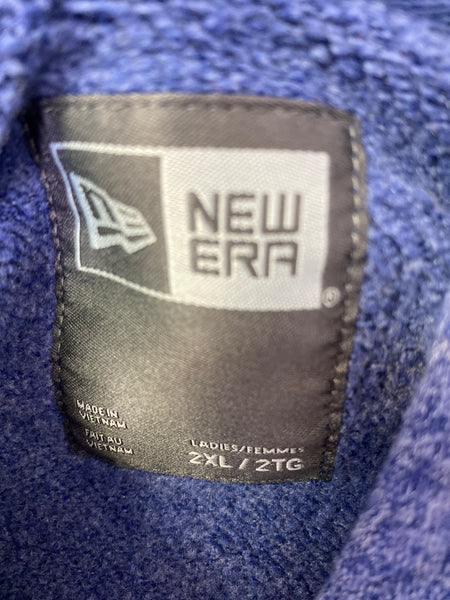 NEW
ERA
®
MADE IN
VIETNAM
FAIT AU
VIETNAM
LADIES/FEMMES
2XL / 2TG